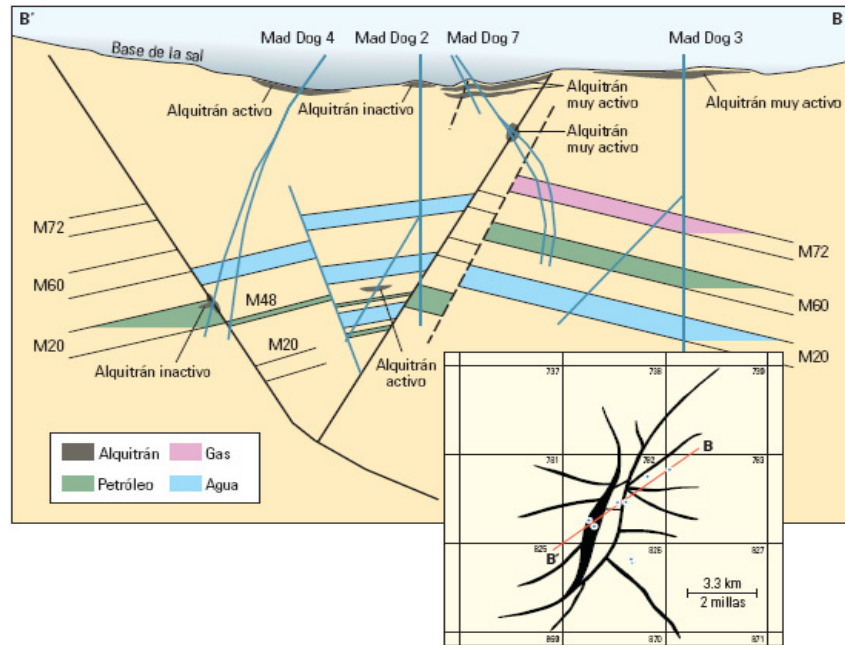 B´
B
Mad Dog 4
Mad Dog 2
Mad Dog 7
Mad Dog 3
Base de la sal
Alquitrán activo
Alquitrán inactivo
Alquitrán
muy activo
Alquitrán muy activo
Alquitrán
muy activo
M72
M60
M48
M20
M20
Alquitrán inactivo
Alquitrán
activo
M72
M60
M20
Alquitrán
Gas
Petróleo
Agua
737
738
739
781
782
783
B
825
826
827
B´
3.3 km
2 millas
869
870
871